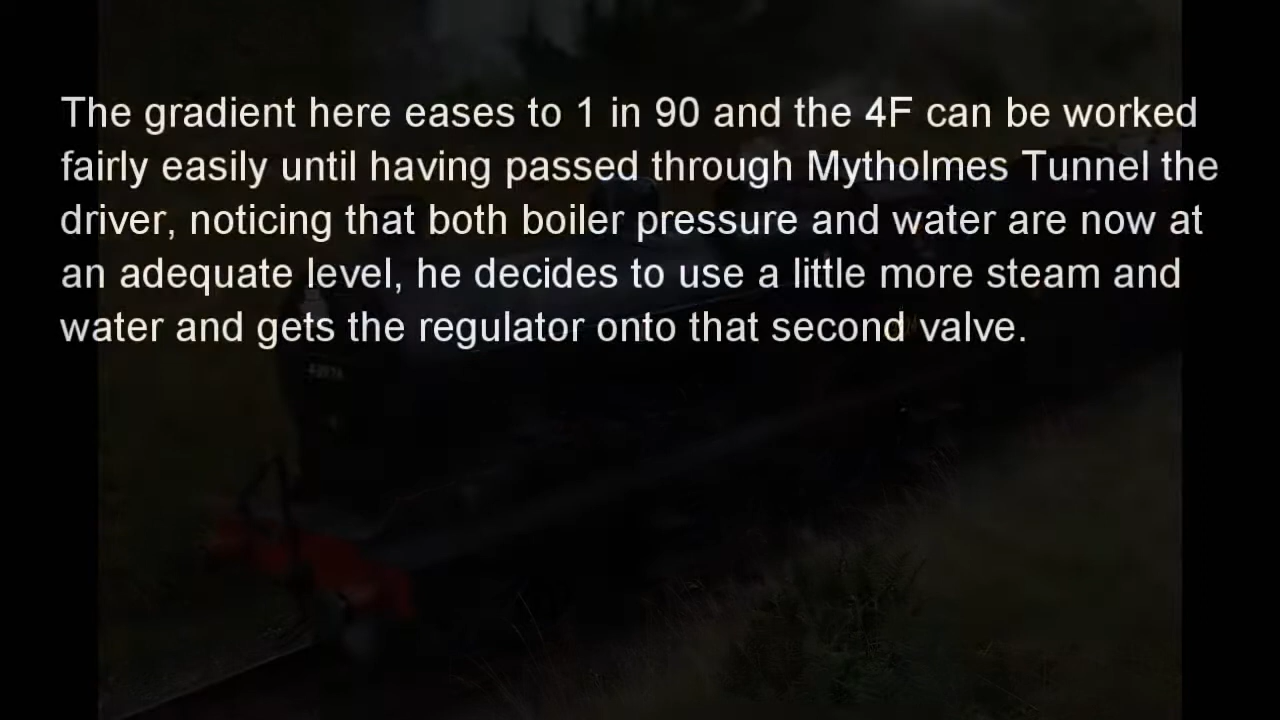 The gradient here eases to 1 in 90 and the 4F can be worked
fairly easily until having passed through Mytholmes Tunnel the
driver, noticing that both boiler pressure and water are now at
an adequate level, he decides to use a little more steam and
water and gets the regulator onto that second valve.